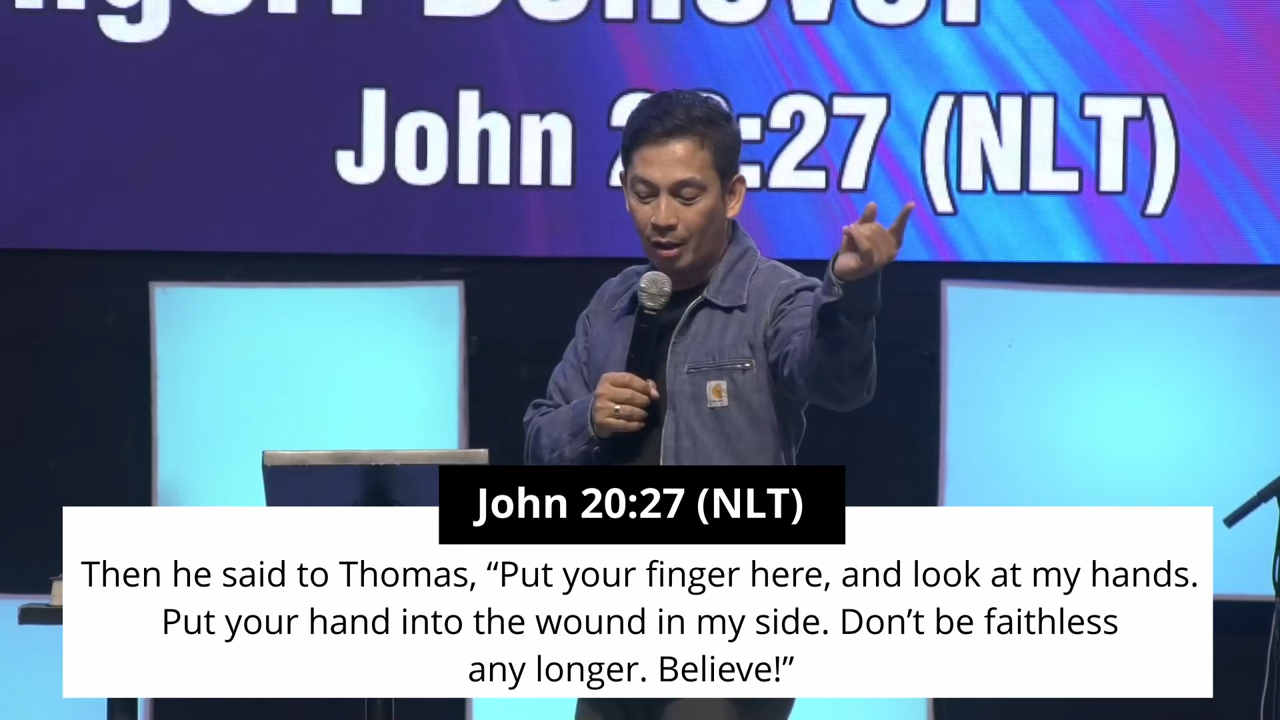 John 20:27 (NLT)
John 20:27 (NLT)
Then he said to Thomas, “Put your finger here, and look at my hands.
Put your hand into the wound in my side. Don’t be faithless
any longer. Believe!”